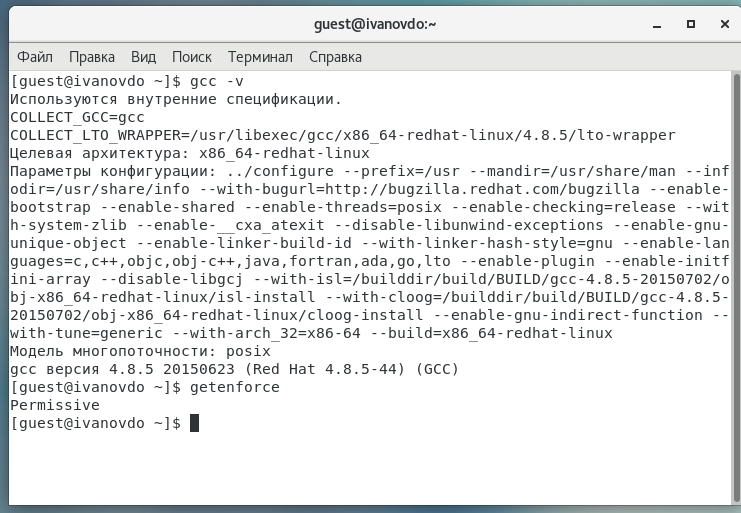 guest@ivanovdo:~
Файл Правка Вид Поиск Терминал Справка
[guest@ivanovdo ~]$ gcc -v
Используются внутренние спецификации.
COLLECT_GCC=gcc
COLLECT_LTO_WRAPPER=/usr/libexec/gcc/x86_64-redhat-linux/4.8.5/lto-wrapper
Целевая архитектура: x86_64-redhat-linux
Параметры конфигурации: ../configure --prefix=/usr --mandir=/usr/share/man --inf
odir=/usr/share/info --with-bugurl=http://bugzilla.redhat.com/bugzilla --enable-
bootstrap --enable-shared --enable-threads=posix --enable-checking=release --wit
h-system-zlib --enable-__cxa_atexit --disable-libunwind-exceptions --enable-gnu-
unique-object --enable-linker-build-id --with-linker-hash-style=gnu --enable-lan
guages=c,c++,objc,obj-c++,java,fortran,ada,go,lto --enable-plugin --enable-initf
ini-array --disable-libgcj --with-isl=/builddir/build/BUILD/gcc-4.8.5-20150702/o
bj-x86_64-redhat-linux/isl-install --with-cloog=/builddir/build/BUILD/gcc-4.8.5-
20150702/obj-x86_64-redhat-linux/cloog-install --enable-gnu-indirect-function --
with-tune=generic --with-arch_32=x86-64 --build=x86_64-redhat-linux
Модель многопоточности: posix
gcc версия 4.8.5 20150623 (Red Hat 4.8.5-44) (GCC)
[guest@ivanovdo ~]$ getenforce
Permissive
[guest@ivanovdo ~]$